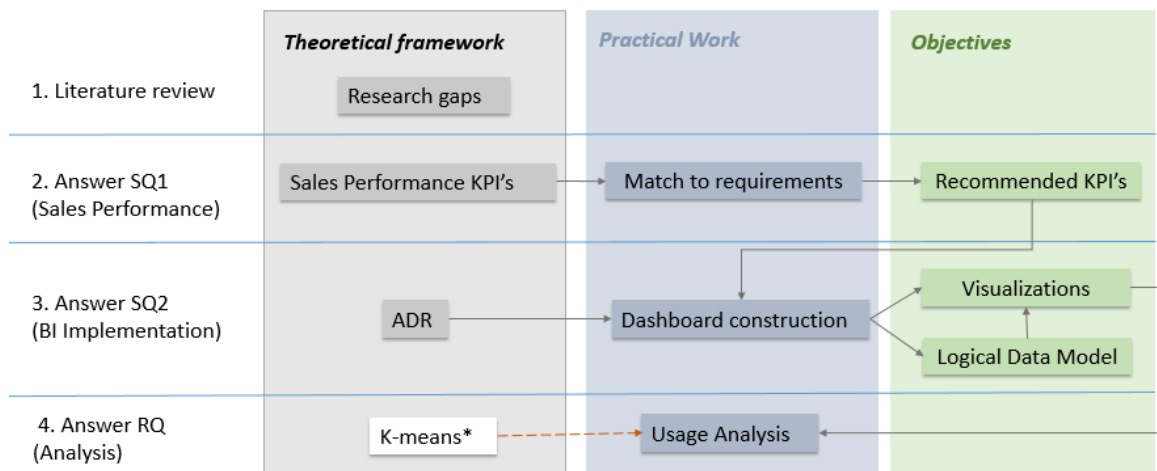 Theoretical framework
Practical Work
Objectives
1. Literature review
Research gaps
2. Answer SQ1
(Sales Performance)
Sales Performance KPI's
Match to requirements
Recommended KPI's
3. Answer SQ2
(BI Implementation)
ADR
Dashboard construction
Visualizations
Logical Data Model
4. Answer RQ
(Analysis)
K-means*
Usage Analysis